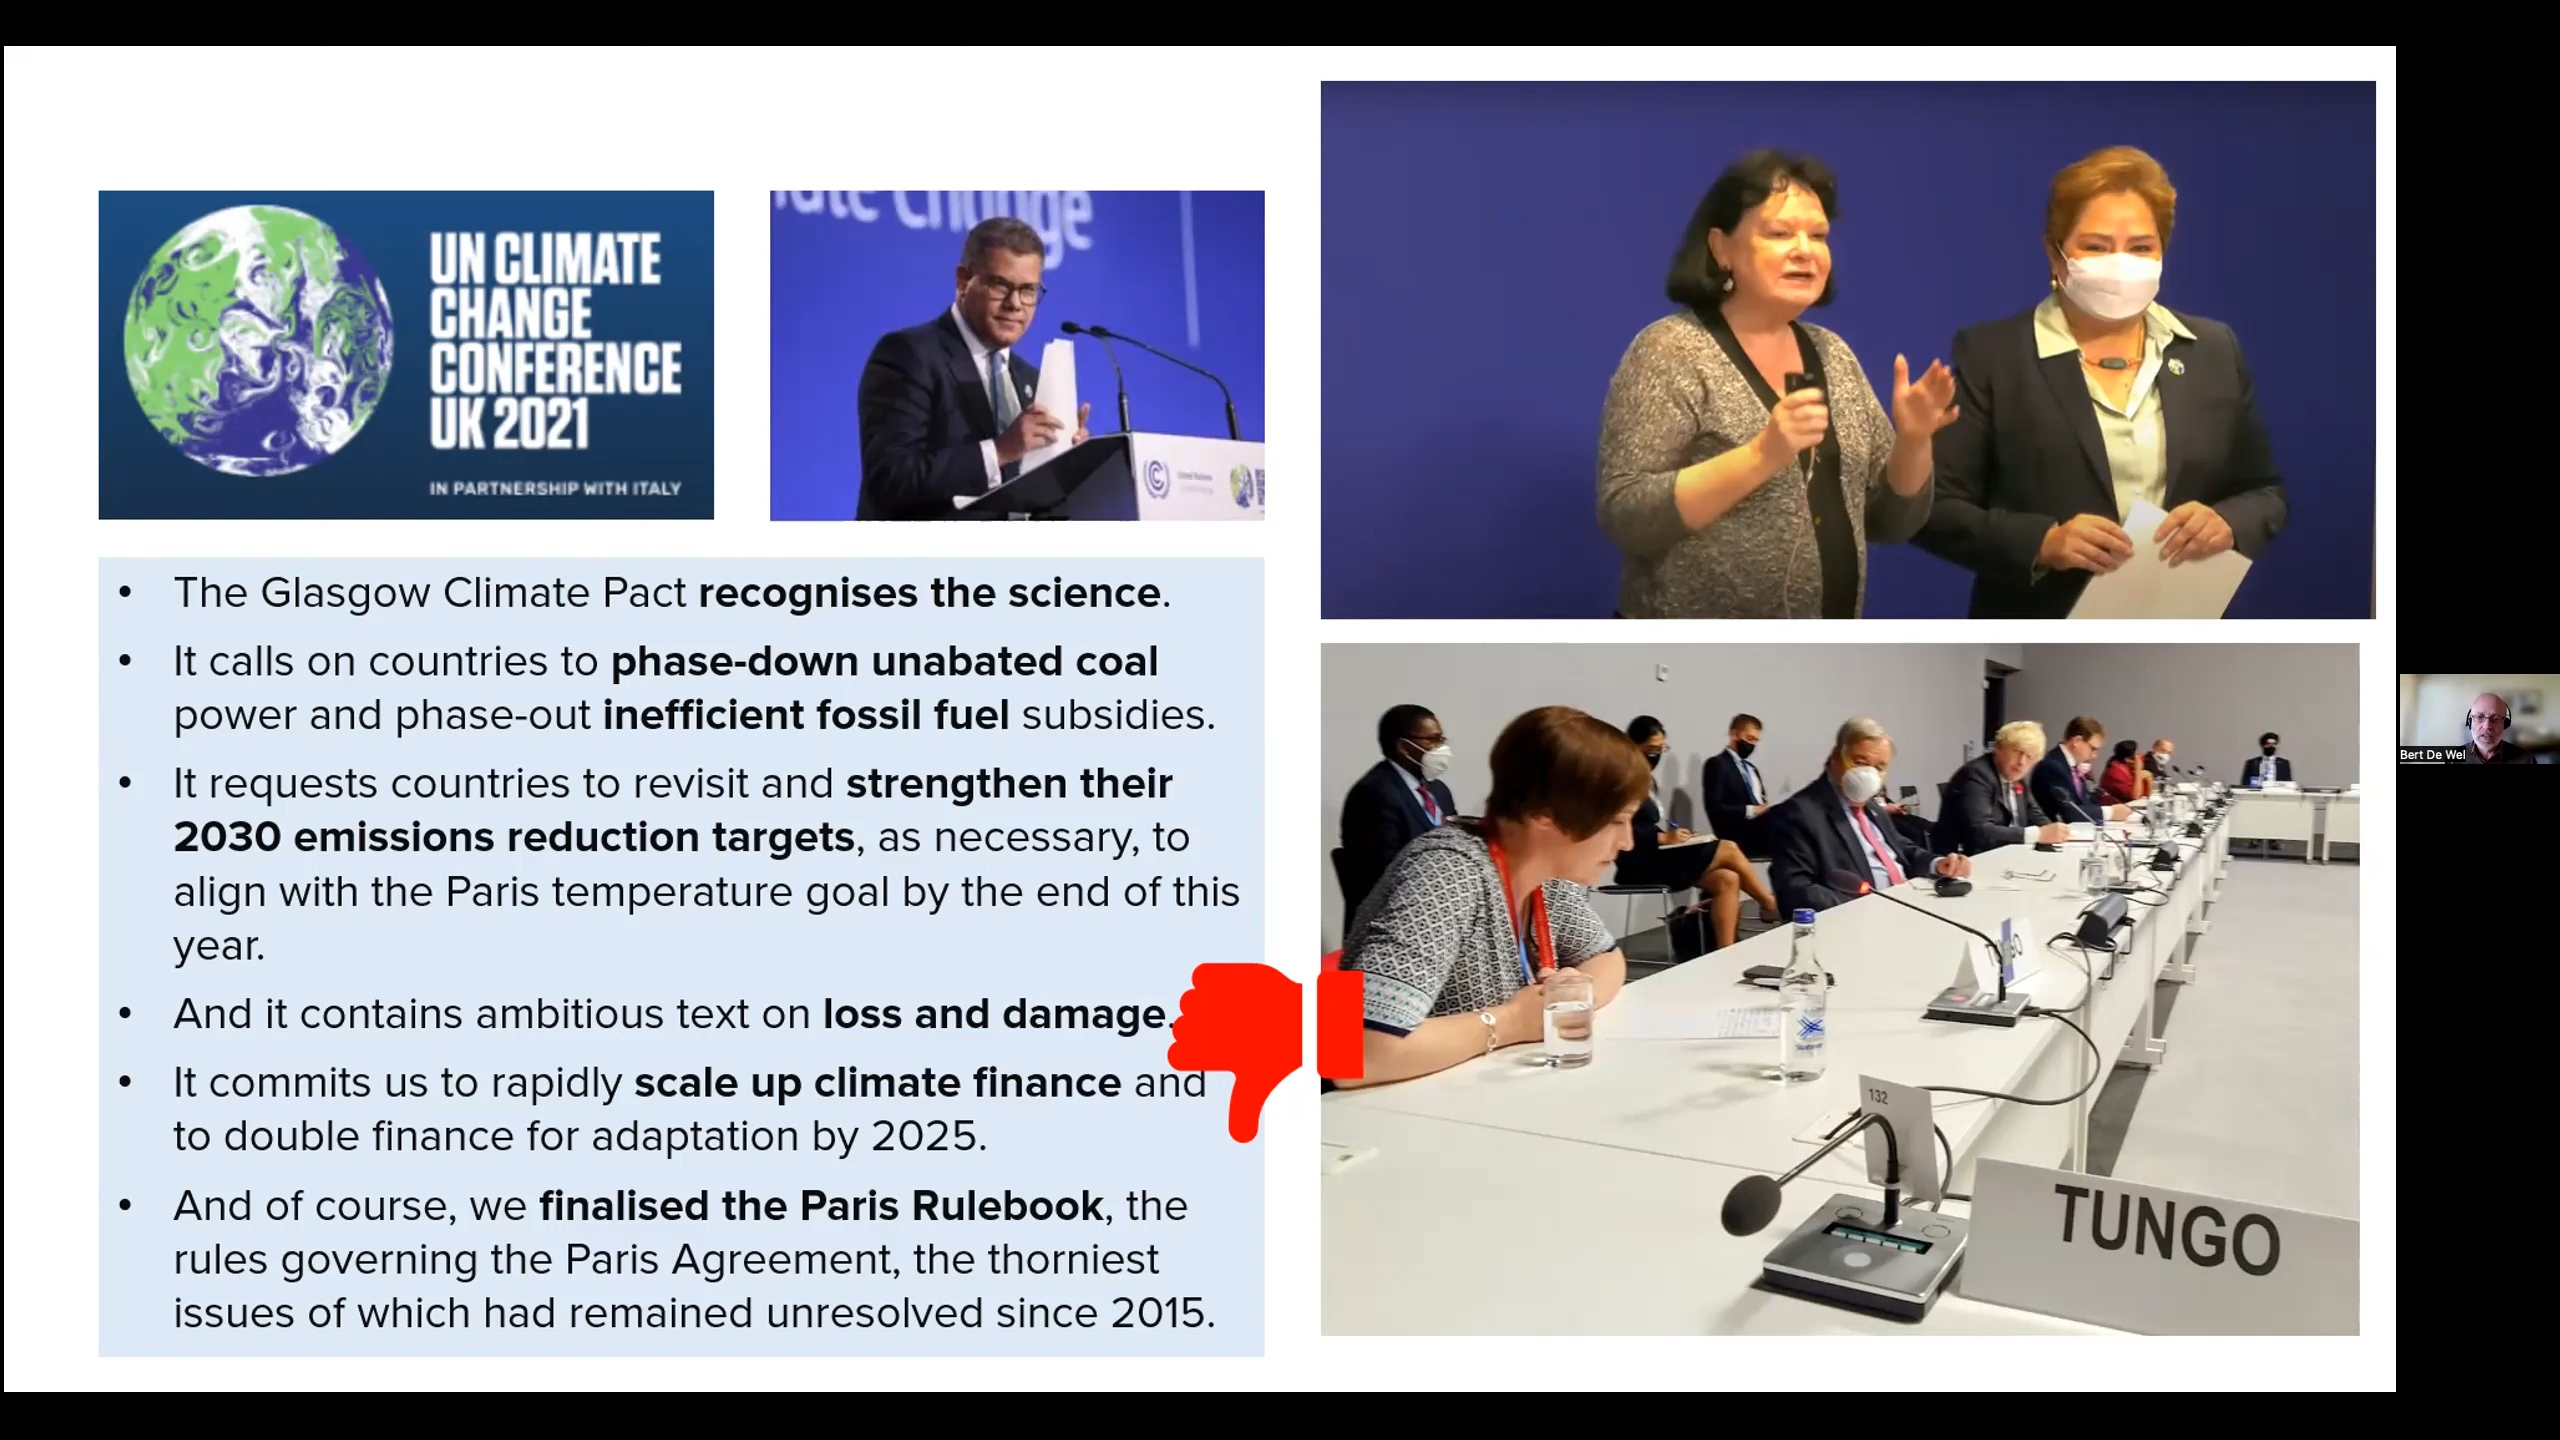 UN CLIMATE
CHANGE
CONFERENCE
UK 2021
IN PARTNERSHIP WITH ITALY
Change
• The Glasgow Climate Pact recognises the science.
• It calls on countries to phase-down unabated coal
power and phase-out inefficient fossil fuel subsidies.
• It requests countries to revisit and strengthen their
2030 emissions reduction targets, as necessary, to
align with the Paris temperature goal by the end of this
year.
• And it contains ambitious text on loss and damage.
• It commits us to rapidly scale up climate finance and
to double finance for adaptation by 2025.
• And of course, we finalised the Paris Rulebook, the
rules governing the Paris Agreement, the thorniest
issues of which had remained unresolved since 2015.
132
TUNGO
Bert De Wel